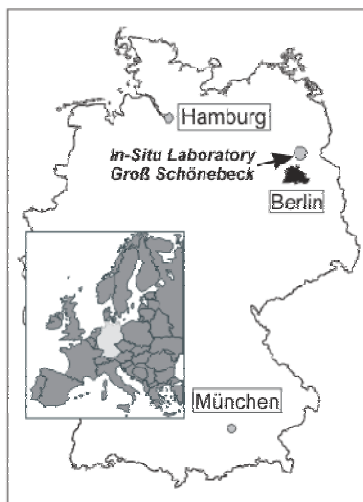 Hamburg
In-Situ Laboratory
Groß Schönebeck
Berlin
München